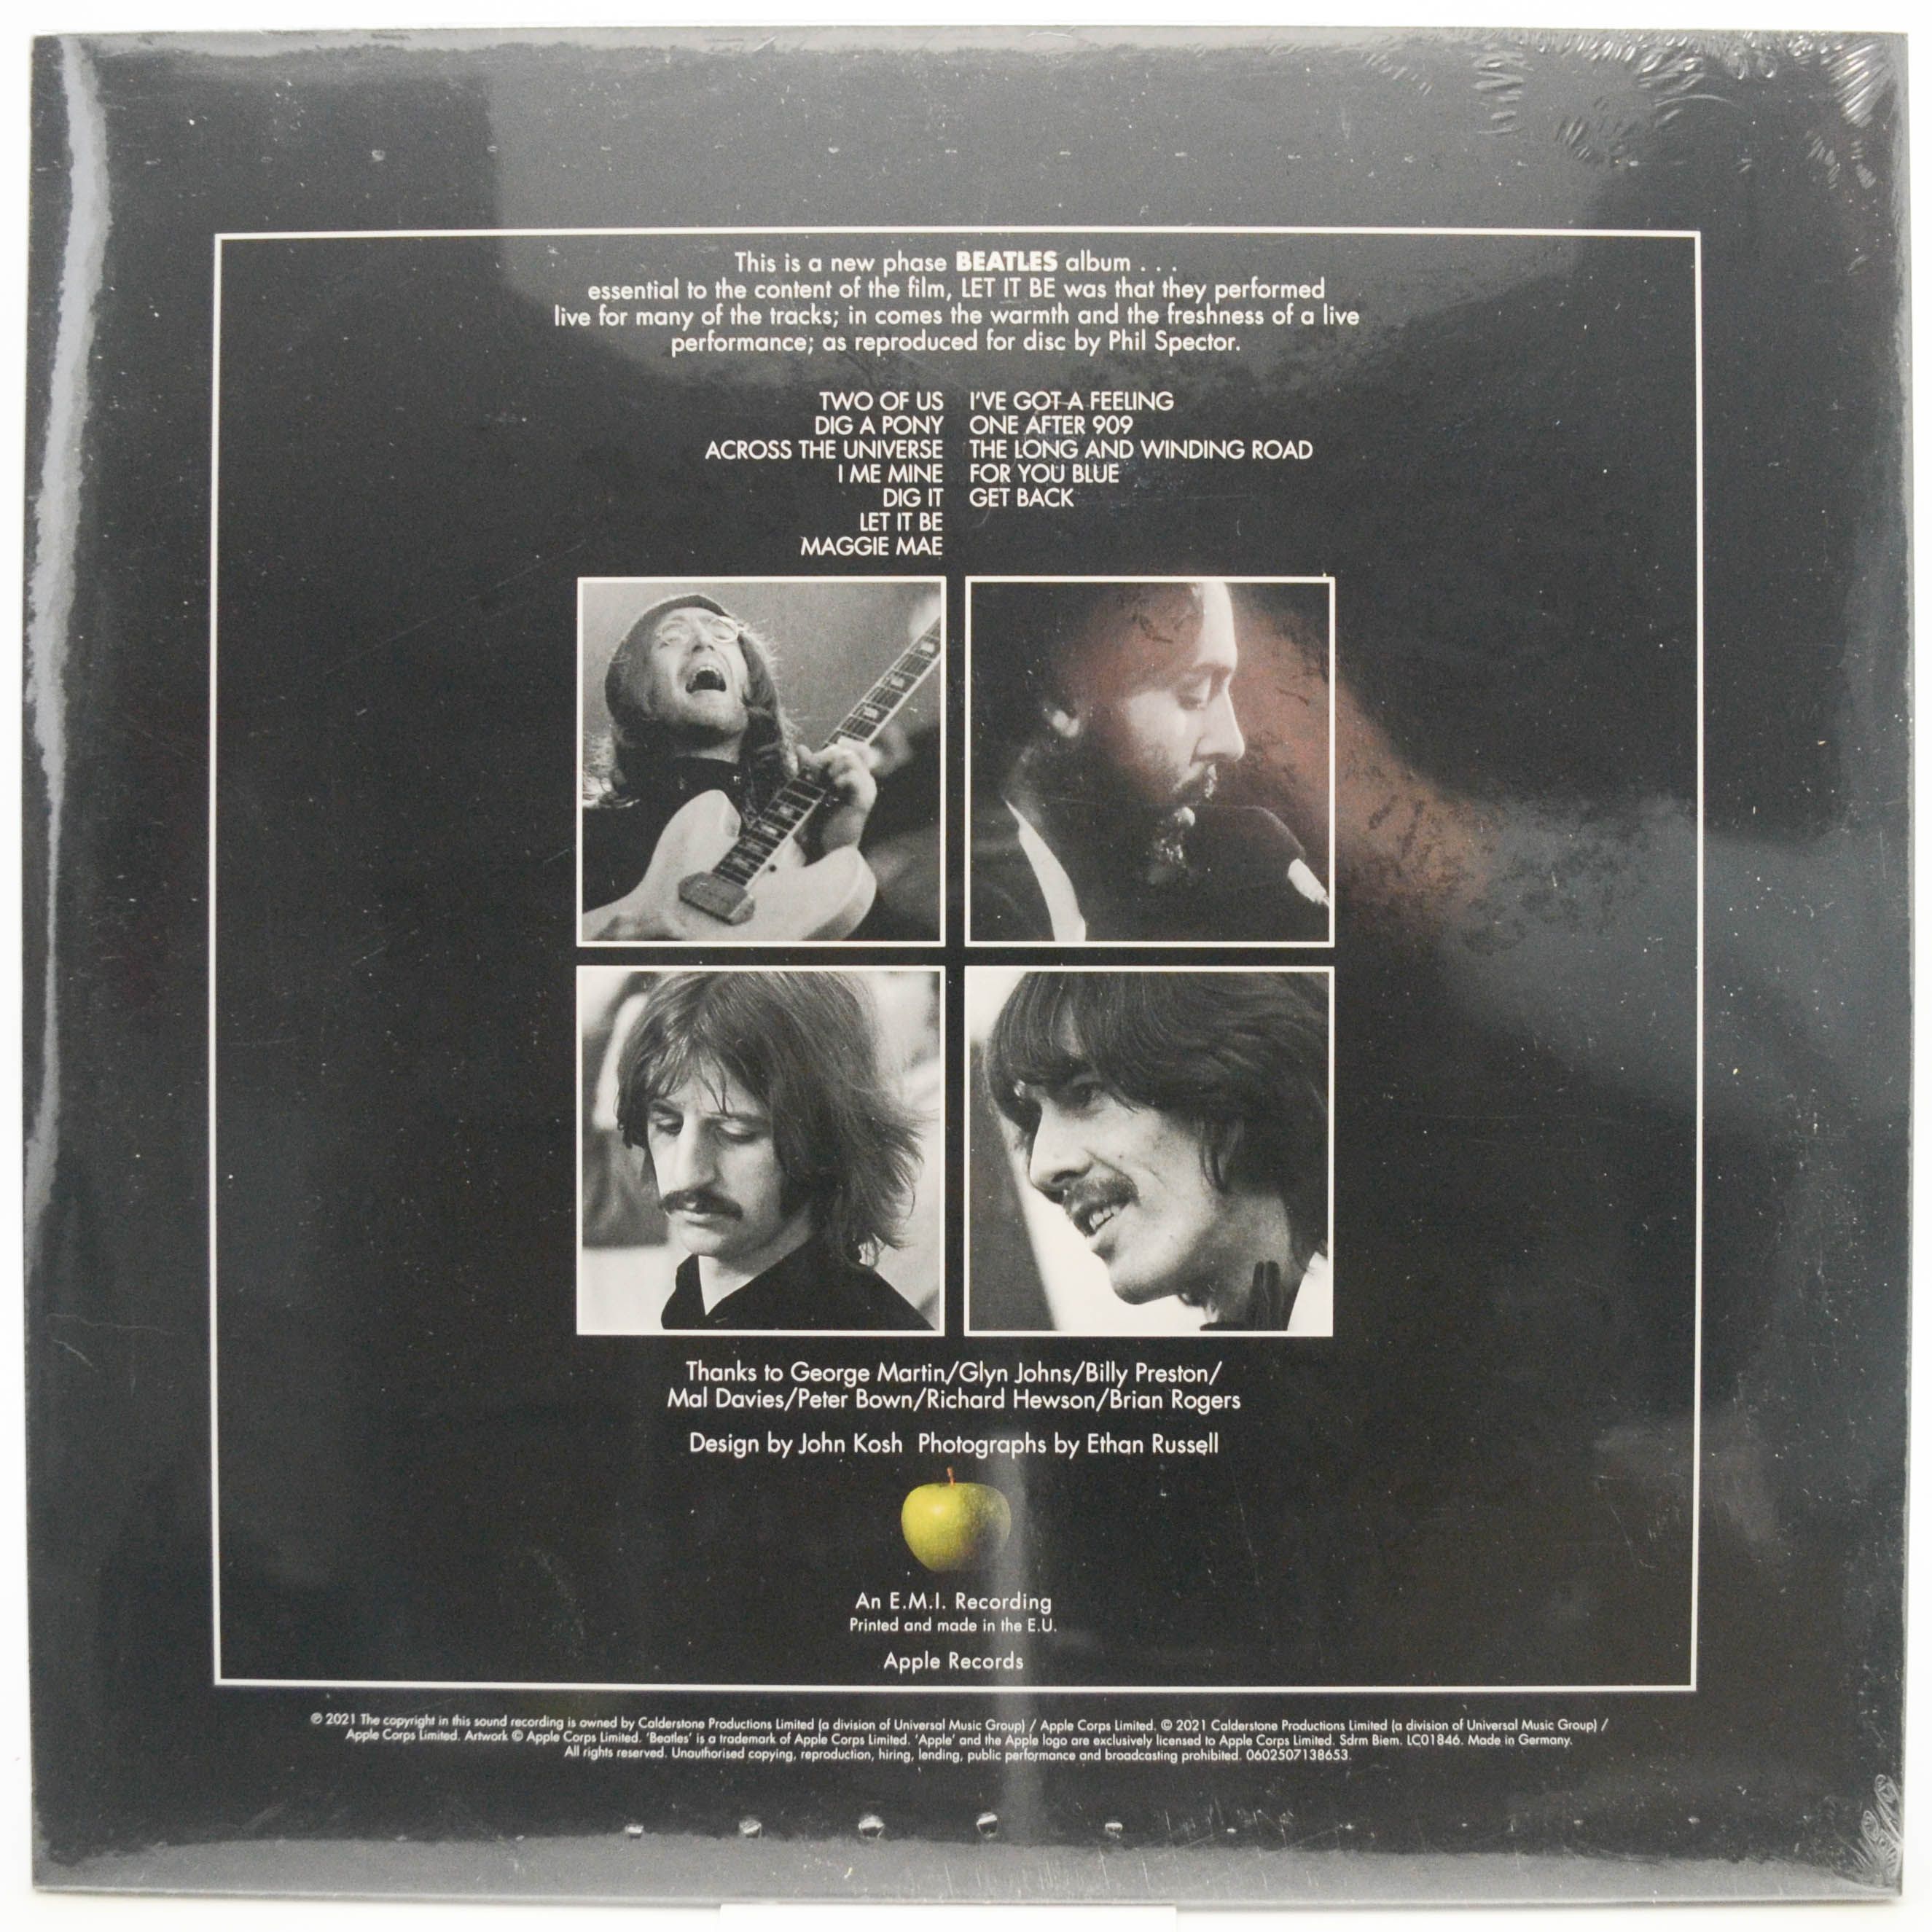 This is a new phase BEATLES album . . .
essential to the content of the film, LET IT BE was that they performed
live for many of the tracks; in comes the warmth and the freshness of a live
performance; as reproduced for disc by Phil Spector.
TWO OF US
DIG A PONY
ACROSS THE UNIVERSE
I ME MINE
DIG IT
LET IT BE
MAGGIE MAE
I'VE GOT A FEELING
ONE AFTER 909
THE LONG AND WINDING ROAD
FOR YOU BLUE
GET BACK
Thanks to George Martin/Glyn Johns/Billy Preston/
Mal Davies/Peter Bown/Richard Hewson/Brian Rogers
Design by John Kosh Photographs by Ethan Russell
An E.M.I. Recording
Printed and made in the E.U.
Apple Records
℗ 2021 The copyright in this sound recording is owned by Calderstone Productions Limited (a division of Universal Music Group) / Apple Corps Limited. © 2021 Calderstone Productions Limited (a division of Universal Music Group) /
Apple Corps Limited. Artwork © Apple Corps Limited. 'Beatles' is a trademark of Apple Corps Limited. 'Apple' and the Apple logo are exclusively licensed to Apple Corps Limited. Sdrm Biem. LC01846. Made in Germany.
All rights reserved. Unauthorised copying, reproduction, hiring, lending, public performance and broadcasting prohibited. 0602507138653.